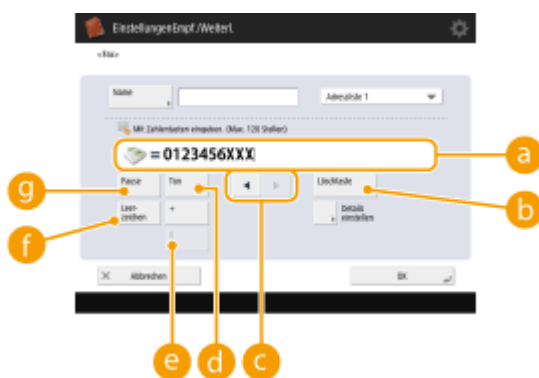 Einstellungen Empf./Weiterl.
<Fax>
Name
Adressliste 1
Mit Zahlentasten eingeben. (Max. 120 Stellen)
= 0123456XXX
a
Pause
Ton
Löschtaste
g
b
Leer-
zeichen
+
Details
einstellen
f
Abbrechen
OK
e
d
c